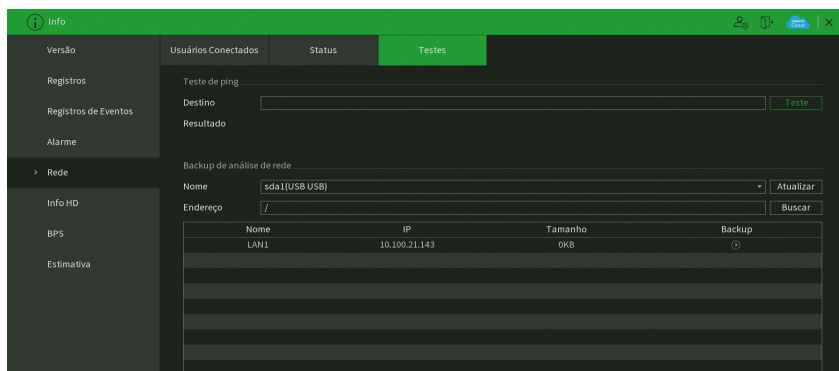 Info
Versão
Registros
Registros de Eventos
Alarme
Rede
Info HD
BPS
Estimativa
Usuários Conectados Status Testes
Teste de ping
Destino Teste
Resultado
Backup de análise de rede
Nome sda1(USB USB) Atualizar
Endereço / Buscar
Nome IP Tamanho Backup
LAN1 10.100.21.143 0KB